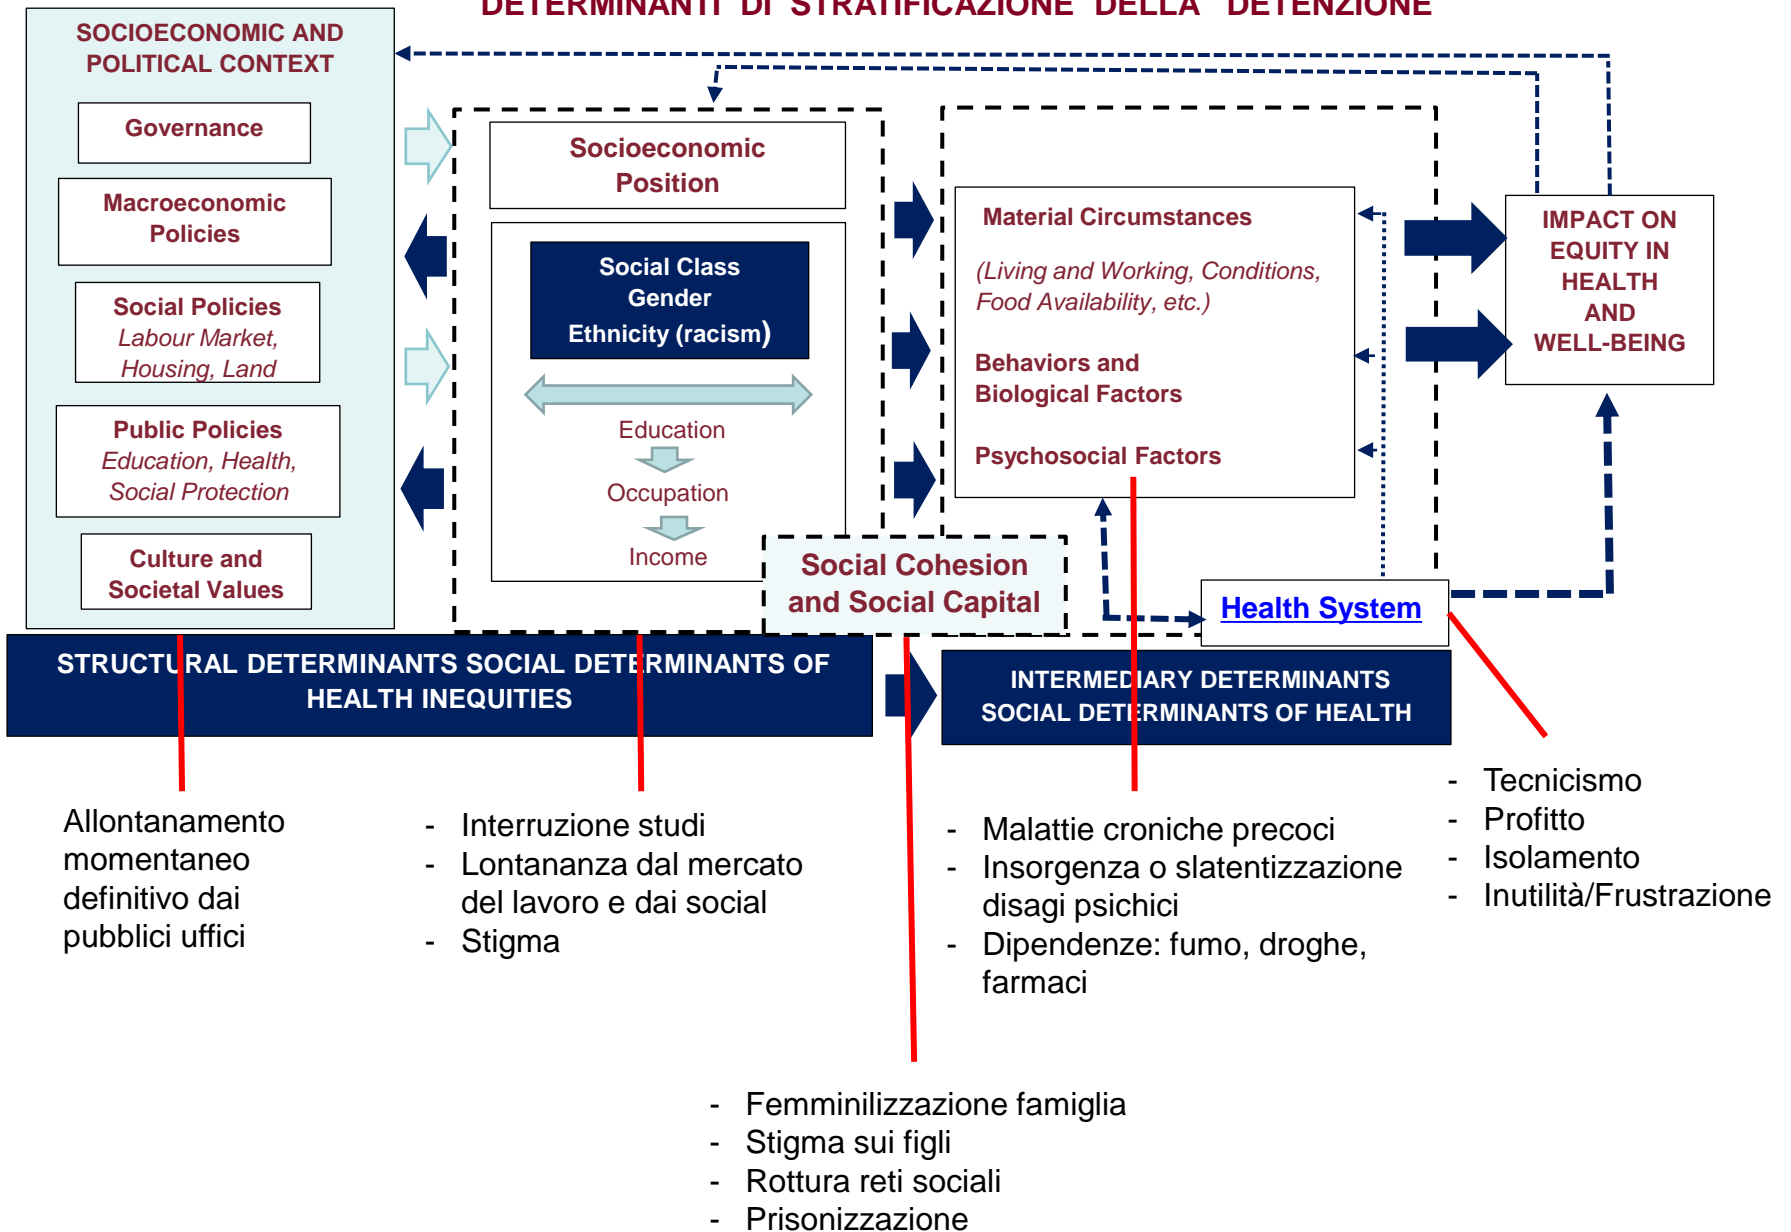 DETERMINANTI DI STRATIFICAZIONE DELLA DETENZIONE
SOCIOECONOMIC AND
POLITICAL CONTEXT
Governance
Macroeconomic
Policies
Social Policies
Labour Market,
Housing, Land
Public Policies
Education, Health,
Social Protection
Culture and
Societal Values
Socioeconomic
Position
Social Class
Gender
Ethnicity (racism)
Education
Occupation
Income
Social Cohesion
and Social Capital
Material Circumstances
(Living and Working, Conditions,
Food Availability, etc.)
Behaviors and
Biological Factors
Psychosocial Factors
Health System
IMPACT ON
EQUITY IN
HEALTH
AND
WELL-BEING
STRUCTURAL DETERMINANTS SOCIAL DETERMINANTS OF
HEALTH INEQUITIES
INTERMEDIARY DETERMINANTS
SOCIAL DETERMINANTS OF HEALTH
Allontanamento
momentaneo
definitivo dai
pubblici uffici
- Interruzione studi
- Lontananza dal mercato
del lavoro e dai social
- Stigma
- Malattie croniche precoci
- Insorgenza o slatentizzazione
disagi psichici
- Dipendenze: fumo, droghe,
farmaci
- Tecnicismo
- Profitto
- Isolamento
- Inutilità/Frustrazione
- Femminilizzazione famiglia
- Stigma sui figli
- Rottura reti sociali
- Prisonizzazione